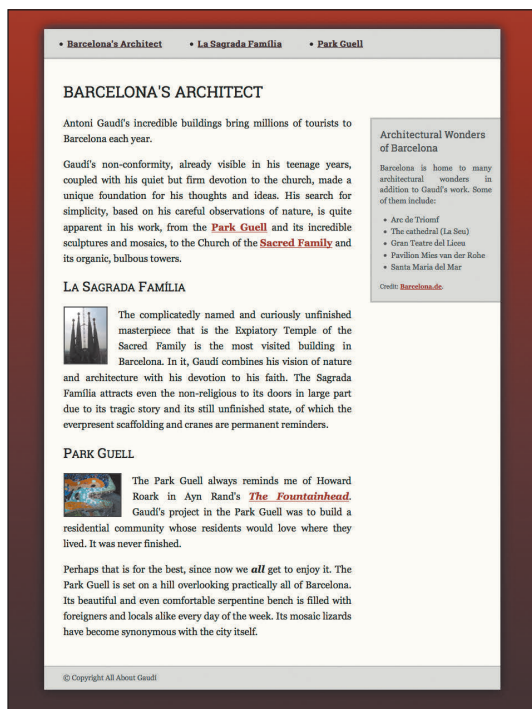 Barcelona's Architect
La Sagrada Família
Park Guell
BARCELONA'S ARCHITECT
Antoni Gaudí's incredible buildings bring millions of tourists to
Barcelona each year.
Gaudí's non-conformity, already visible in his teenage years,
coupled with his quiet but firm devotion to the church, made a
unique foundation for his thoughts and ideas. His search for
simplicity, based on his careful observations of nature, is quite
apparent in his work, from the Park Guell and its incredible
sculptures and mosaics, to the Church of the Sacred Family and
its organic, bulbous towers.
LA SAGRADA FAMÍLIA
The complicatedly named and curiously unfinished
masterpiece that is the Expiatory Temple of the
Sacred Family is the most visited building in
Barcelona. In it, Gaudí combines his vision of nature
and architecture with his devotion to his faith. The Sagrada
Família attracts even the non-religious to its doors in large part
due to its tragic story and its still unfinished state, of which the
everpresent scaffolding and cranes are permanent reminders.
PARK GUELL
The Park Guell always reminds me of Howard
Roark in Ayn Rand's The Fountainhead.
Gaudí's project in the Park Guell was to build a
residential community whose residents would love where they
lived. It was never finished.
Perhaps that is for the best, since now we all get to enjoy it. The
Park Guell is set on a hill overlooking practically all of Barcelona.
Its beautiful and even comfortable serpentine bench is filled with
foreigners and locals alike every day of the week. Its mosaic lizards
have become synonymous with the city itself.
Architectural Wonders
of Barcelona
Barcelona is home to many
architectural wonders in
addition to Gaudí's work. Some
of them include:
Arc de Triomf
The cathedral (La Seu)
Gran Teatre del Liceu
Pavilion Mies van der Rohe
Santa Maria del Mar
Credit: Barcelona.de.
© Copyright All About Gaudí